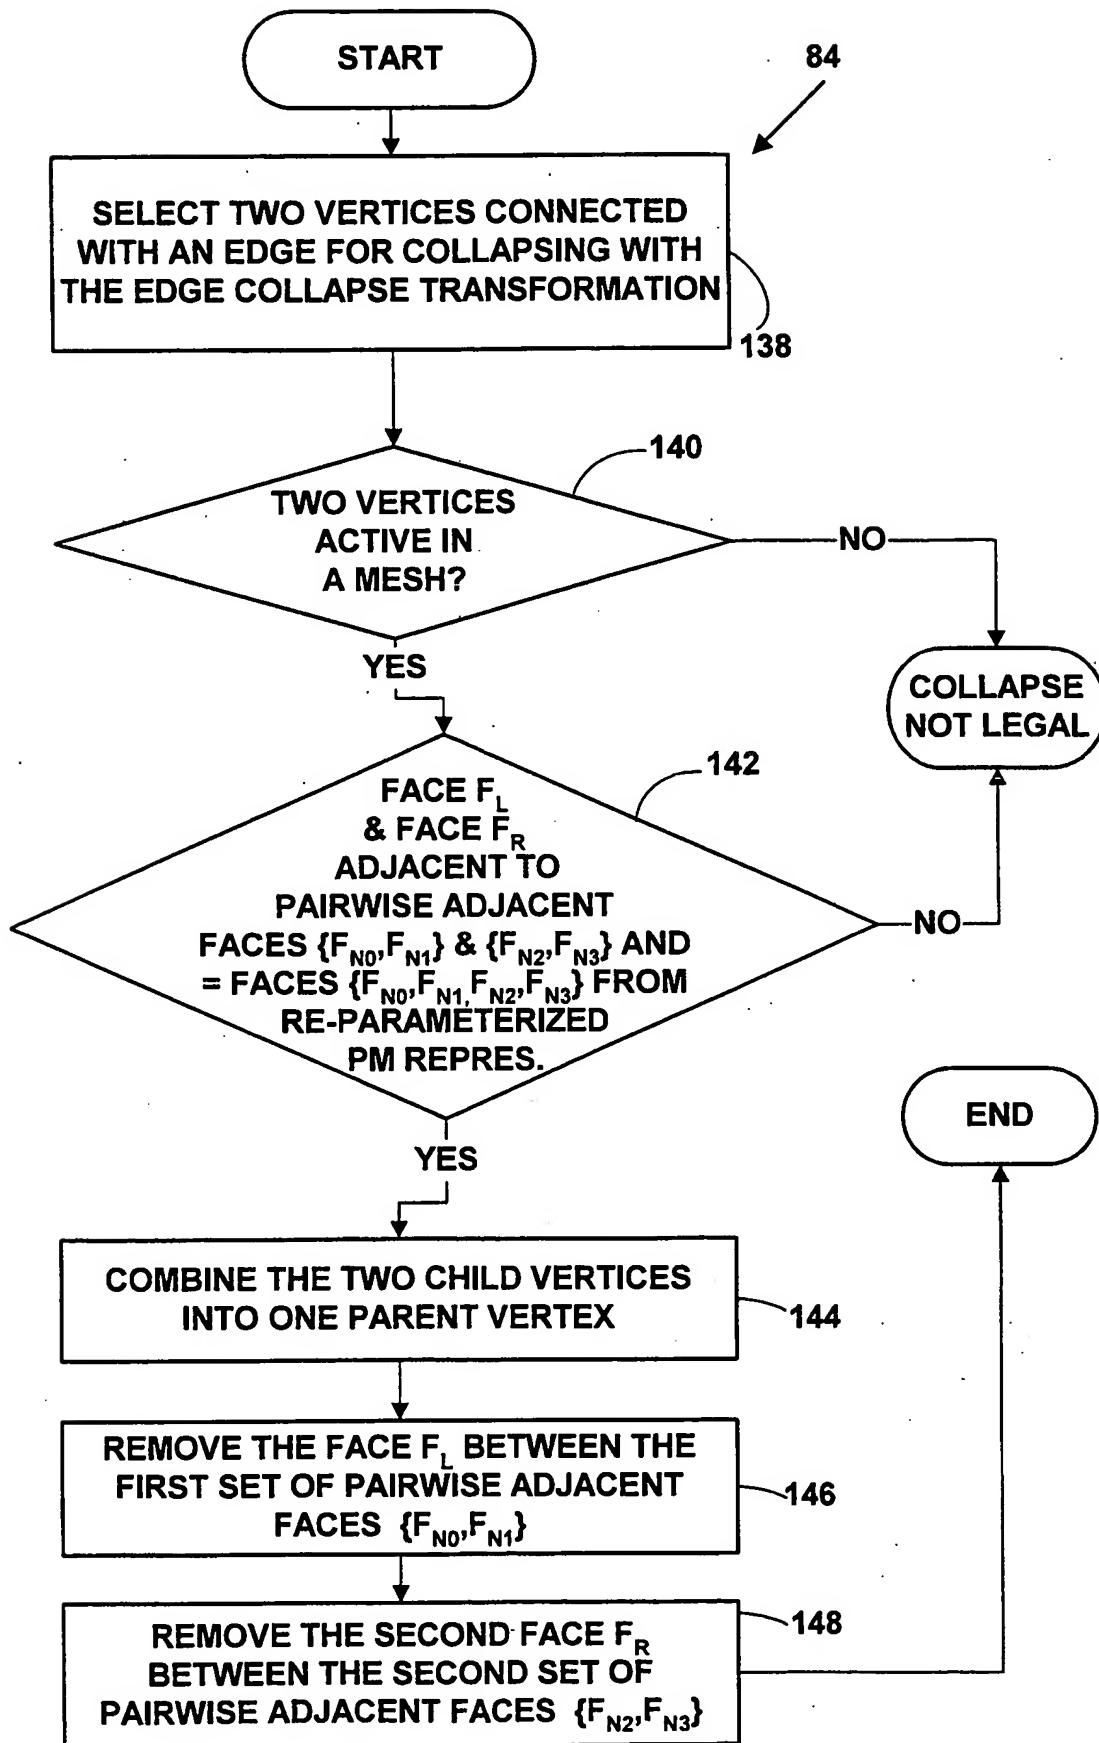 START
84
SELECT TWO VERTICES CONNECTED
WITH AN EDGE FOR COLLAPSING WITH
THE EDGE COLLAPSE TRANSFORMATION
138
140
TWO VERTICES
ACTIVE IN
A MESH?
NO
YES
COLLAPSE
NOT LEGAL
142
FACE F_L
& FACE F_R
ADJACENT TO
PAIRWISE ADJACENT
FACES {F_N0,F_N1} & {F_N2,F_N3} AND
= FACES {F_N0,F_N1,F_N2,F_N3} FROM
RE-PARAMETERIZED
PM REPRES.
NO
YES
END
COMBINE THE TWO CHILD VERTICES
INTO ONE PARENT VERTEX
144
REMOVE THE FACE F_L BETWEEN THE
FIRST SET OF PAIRWISE ADJACENT
FACES {F_N0,F_N1}
146
148
REMOVE THE SECOND FACE F_R
BETWEEN THE SECOND SET OF
PAIRWISE ADJACENT FACES {F_N2,F_N3}